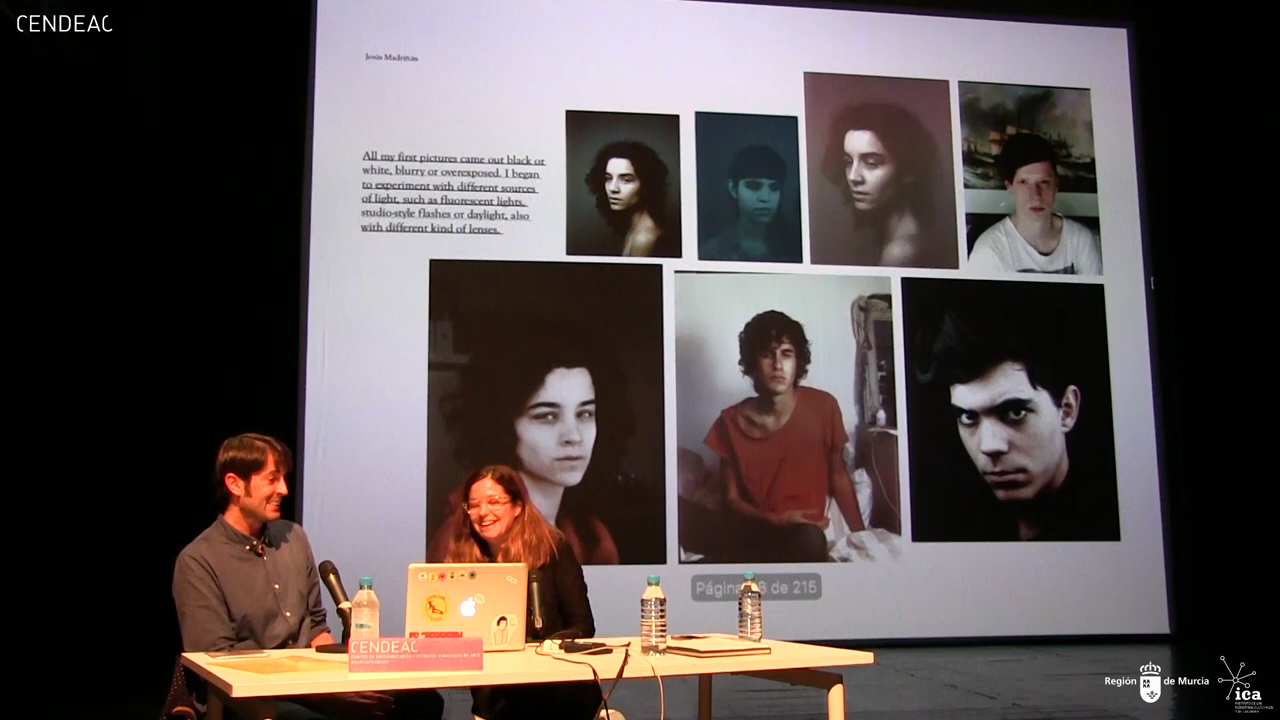 CENDEAC
Jesús Madriñán
All my first pictures came out black or
white, blurry or overexposed. I began
to experiment with different sources
of light, such as fluorescent lights,
studio-style flashes or daylight, also
with different kind of lenses.
8 de 215
CENDEAC
Región de Murcia
ica